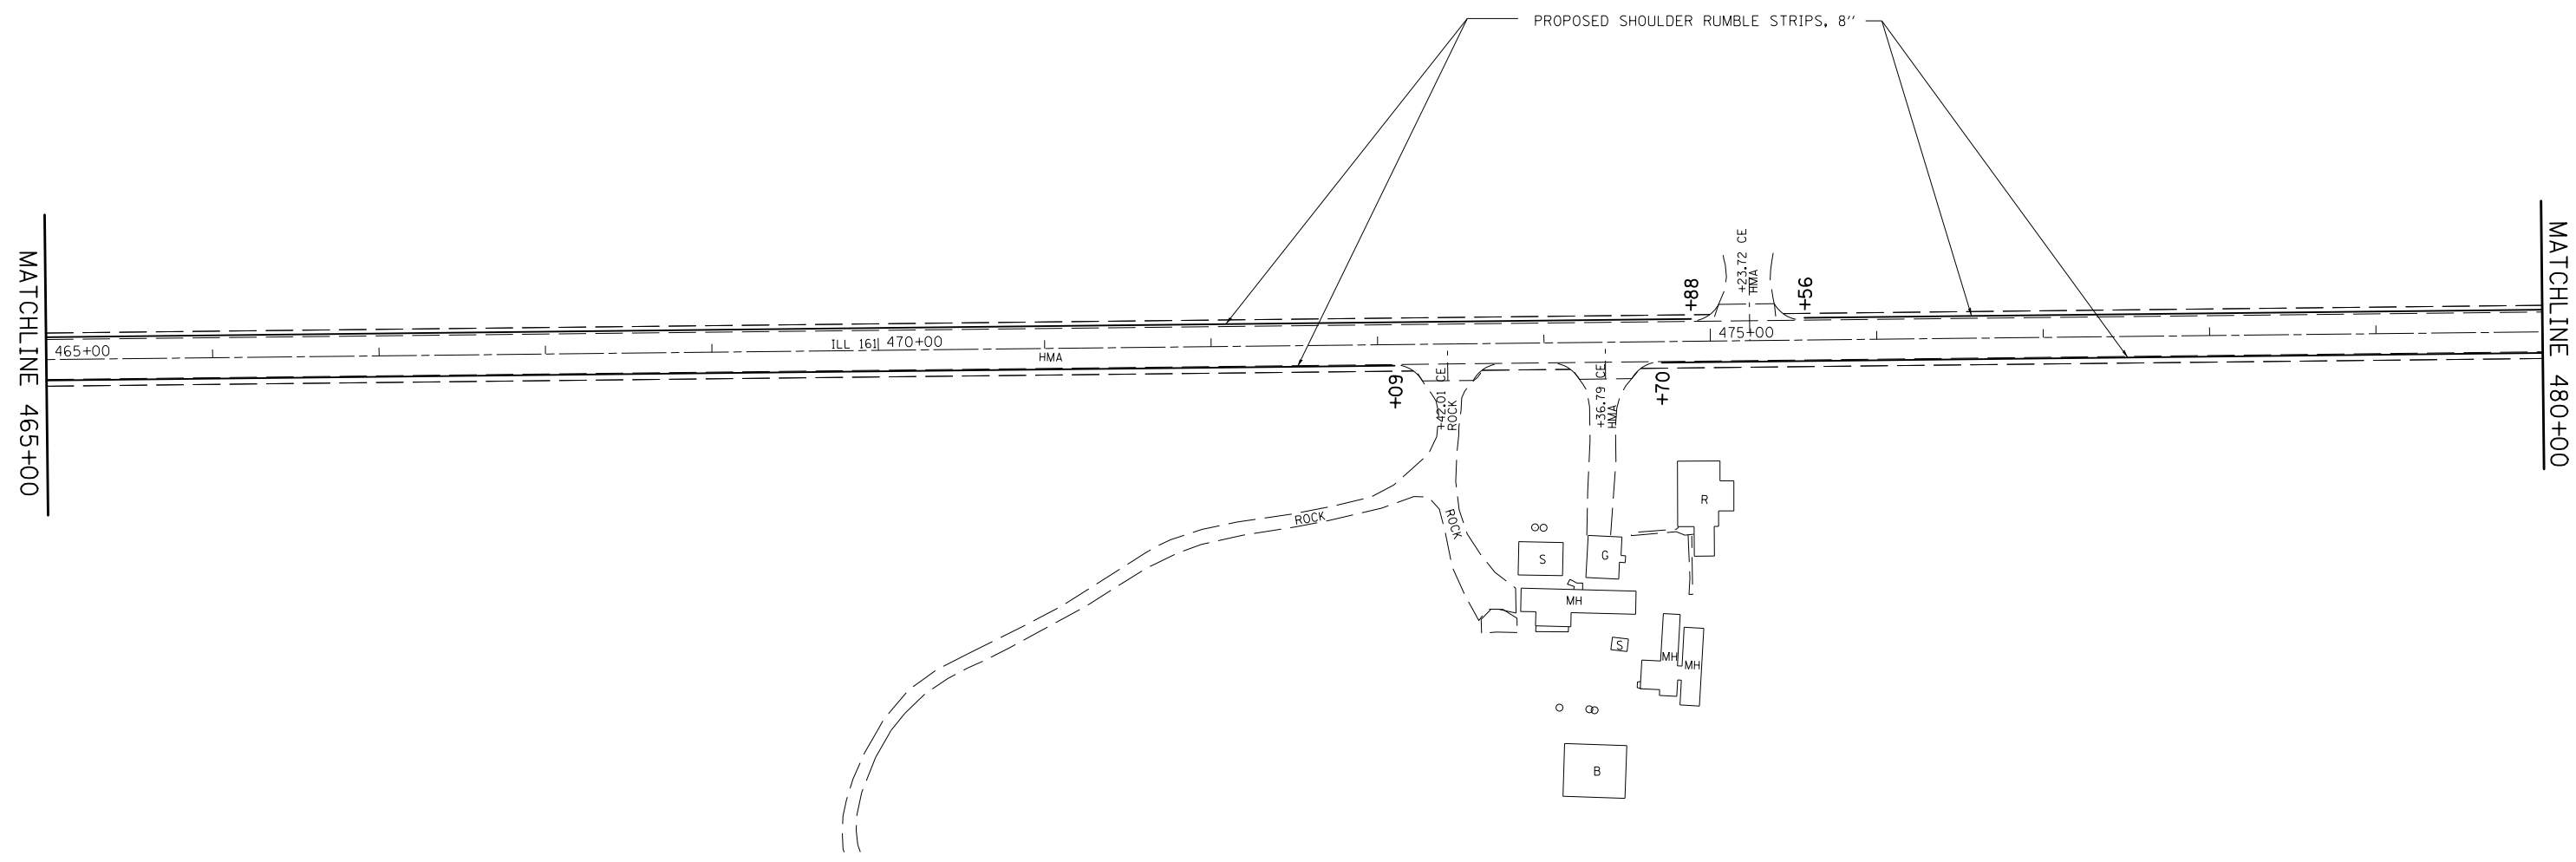 PROPOSED SHOULDER RUMBLE STRIPS, 8''
MATCHLINE 465+00
MATCHLINE 480+00
+23.72 CE
HMA
+88
+56
465+00
ILL 161
470+00
475+00
HMA
+09
+42.01 CE
ROCK
+36.79 CE
HMA
+70
ROCK
ROCK
R
S
G
MH
S
MH
MH
B